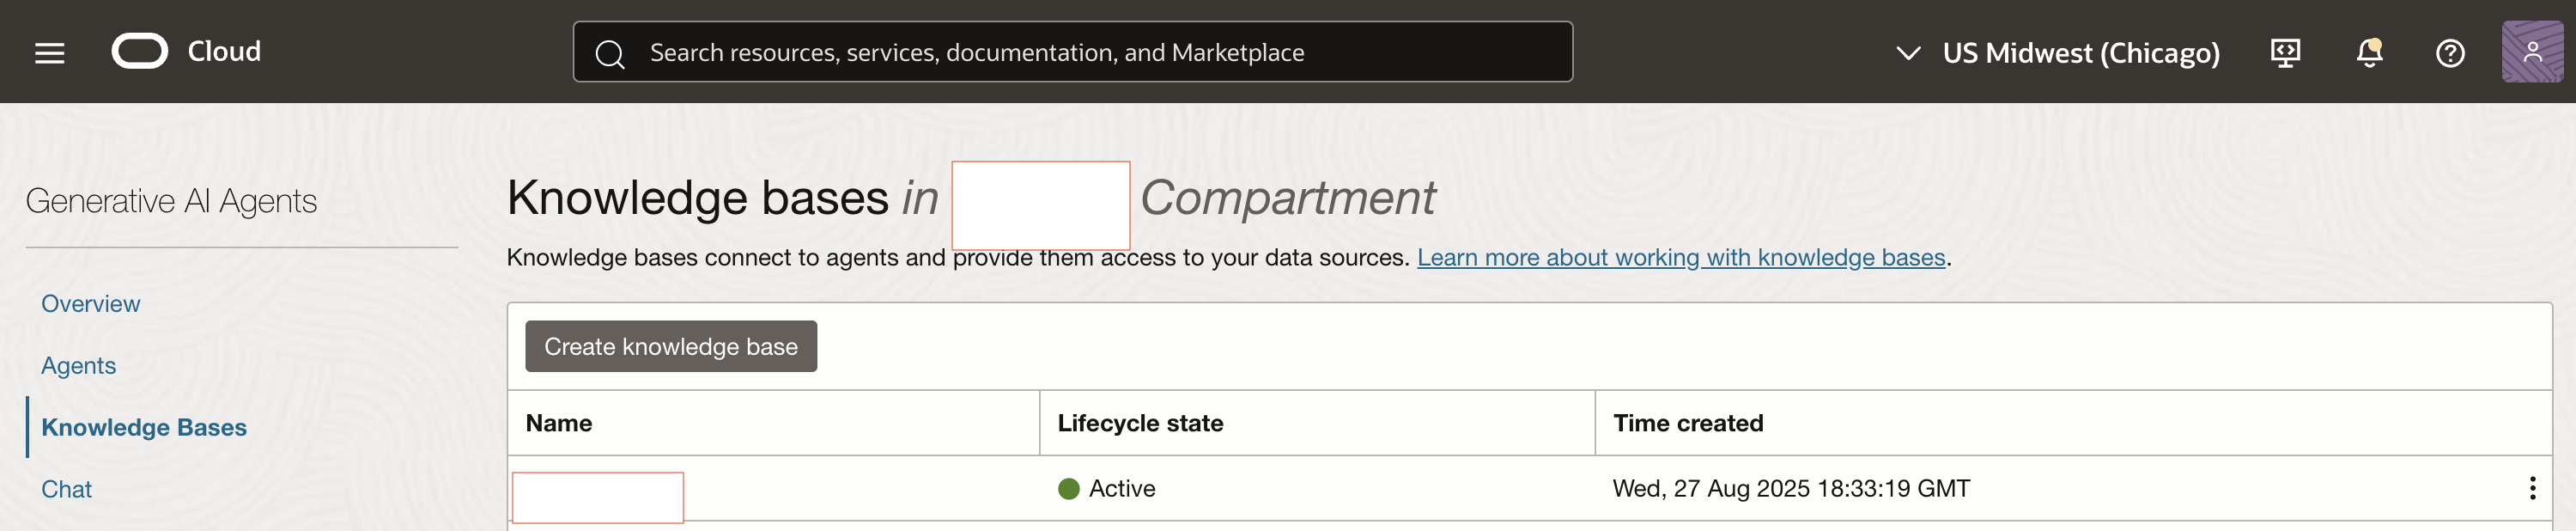 Cloud
Search resources, services, documentation, and Marketplace
US Midwest (Chicago)
Generative AI Agents
Overview
Agents
Knowledge Bases
Chat
Knowledge bases in Compartment
Knowledge bases connect to agents and provide them access to your data sources. Learn more about working with knowledge bases.
Create knowledge base
Name Lifecycle state Time created
Active Wed, 27 Aug 2025 18:33:19 GMT